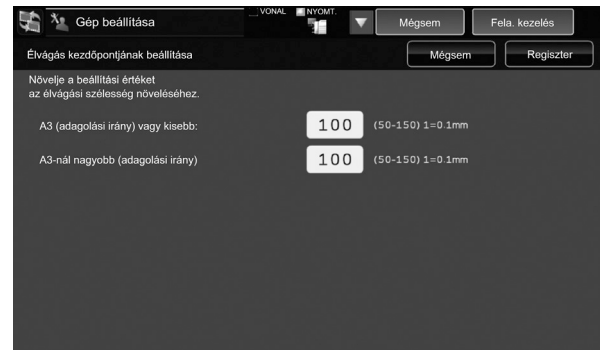 Gép beállítása
VONAL NYOMT.
Mégsem
Fela. kezelés
Élvágás kezdőpontjának beállítása
Mégsem
Regiszter
Növelje a beállítási értéket
az élvágási szélesség növeléséhez.
A3 (adagolási irány) vagy kisebb: 100 (50-150) 1=0.1mm
A3-nál nagyobb (adagolási irány) 100 (50-150) 1=0.1mm